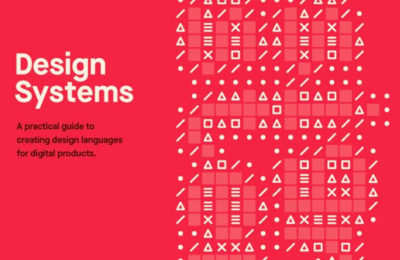 Design
Systems
A practical guide to
creating design languages
for digital products.